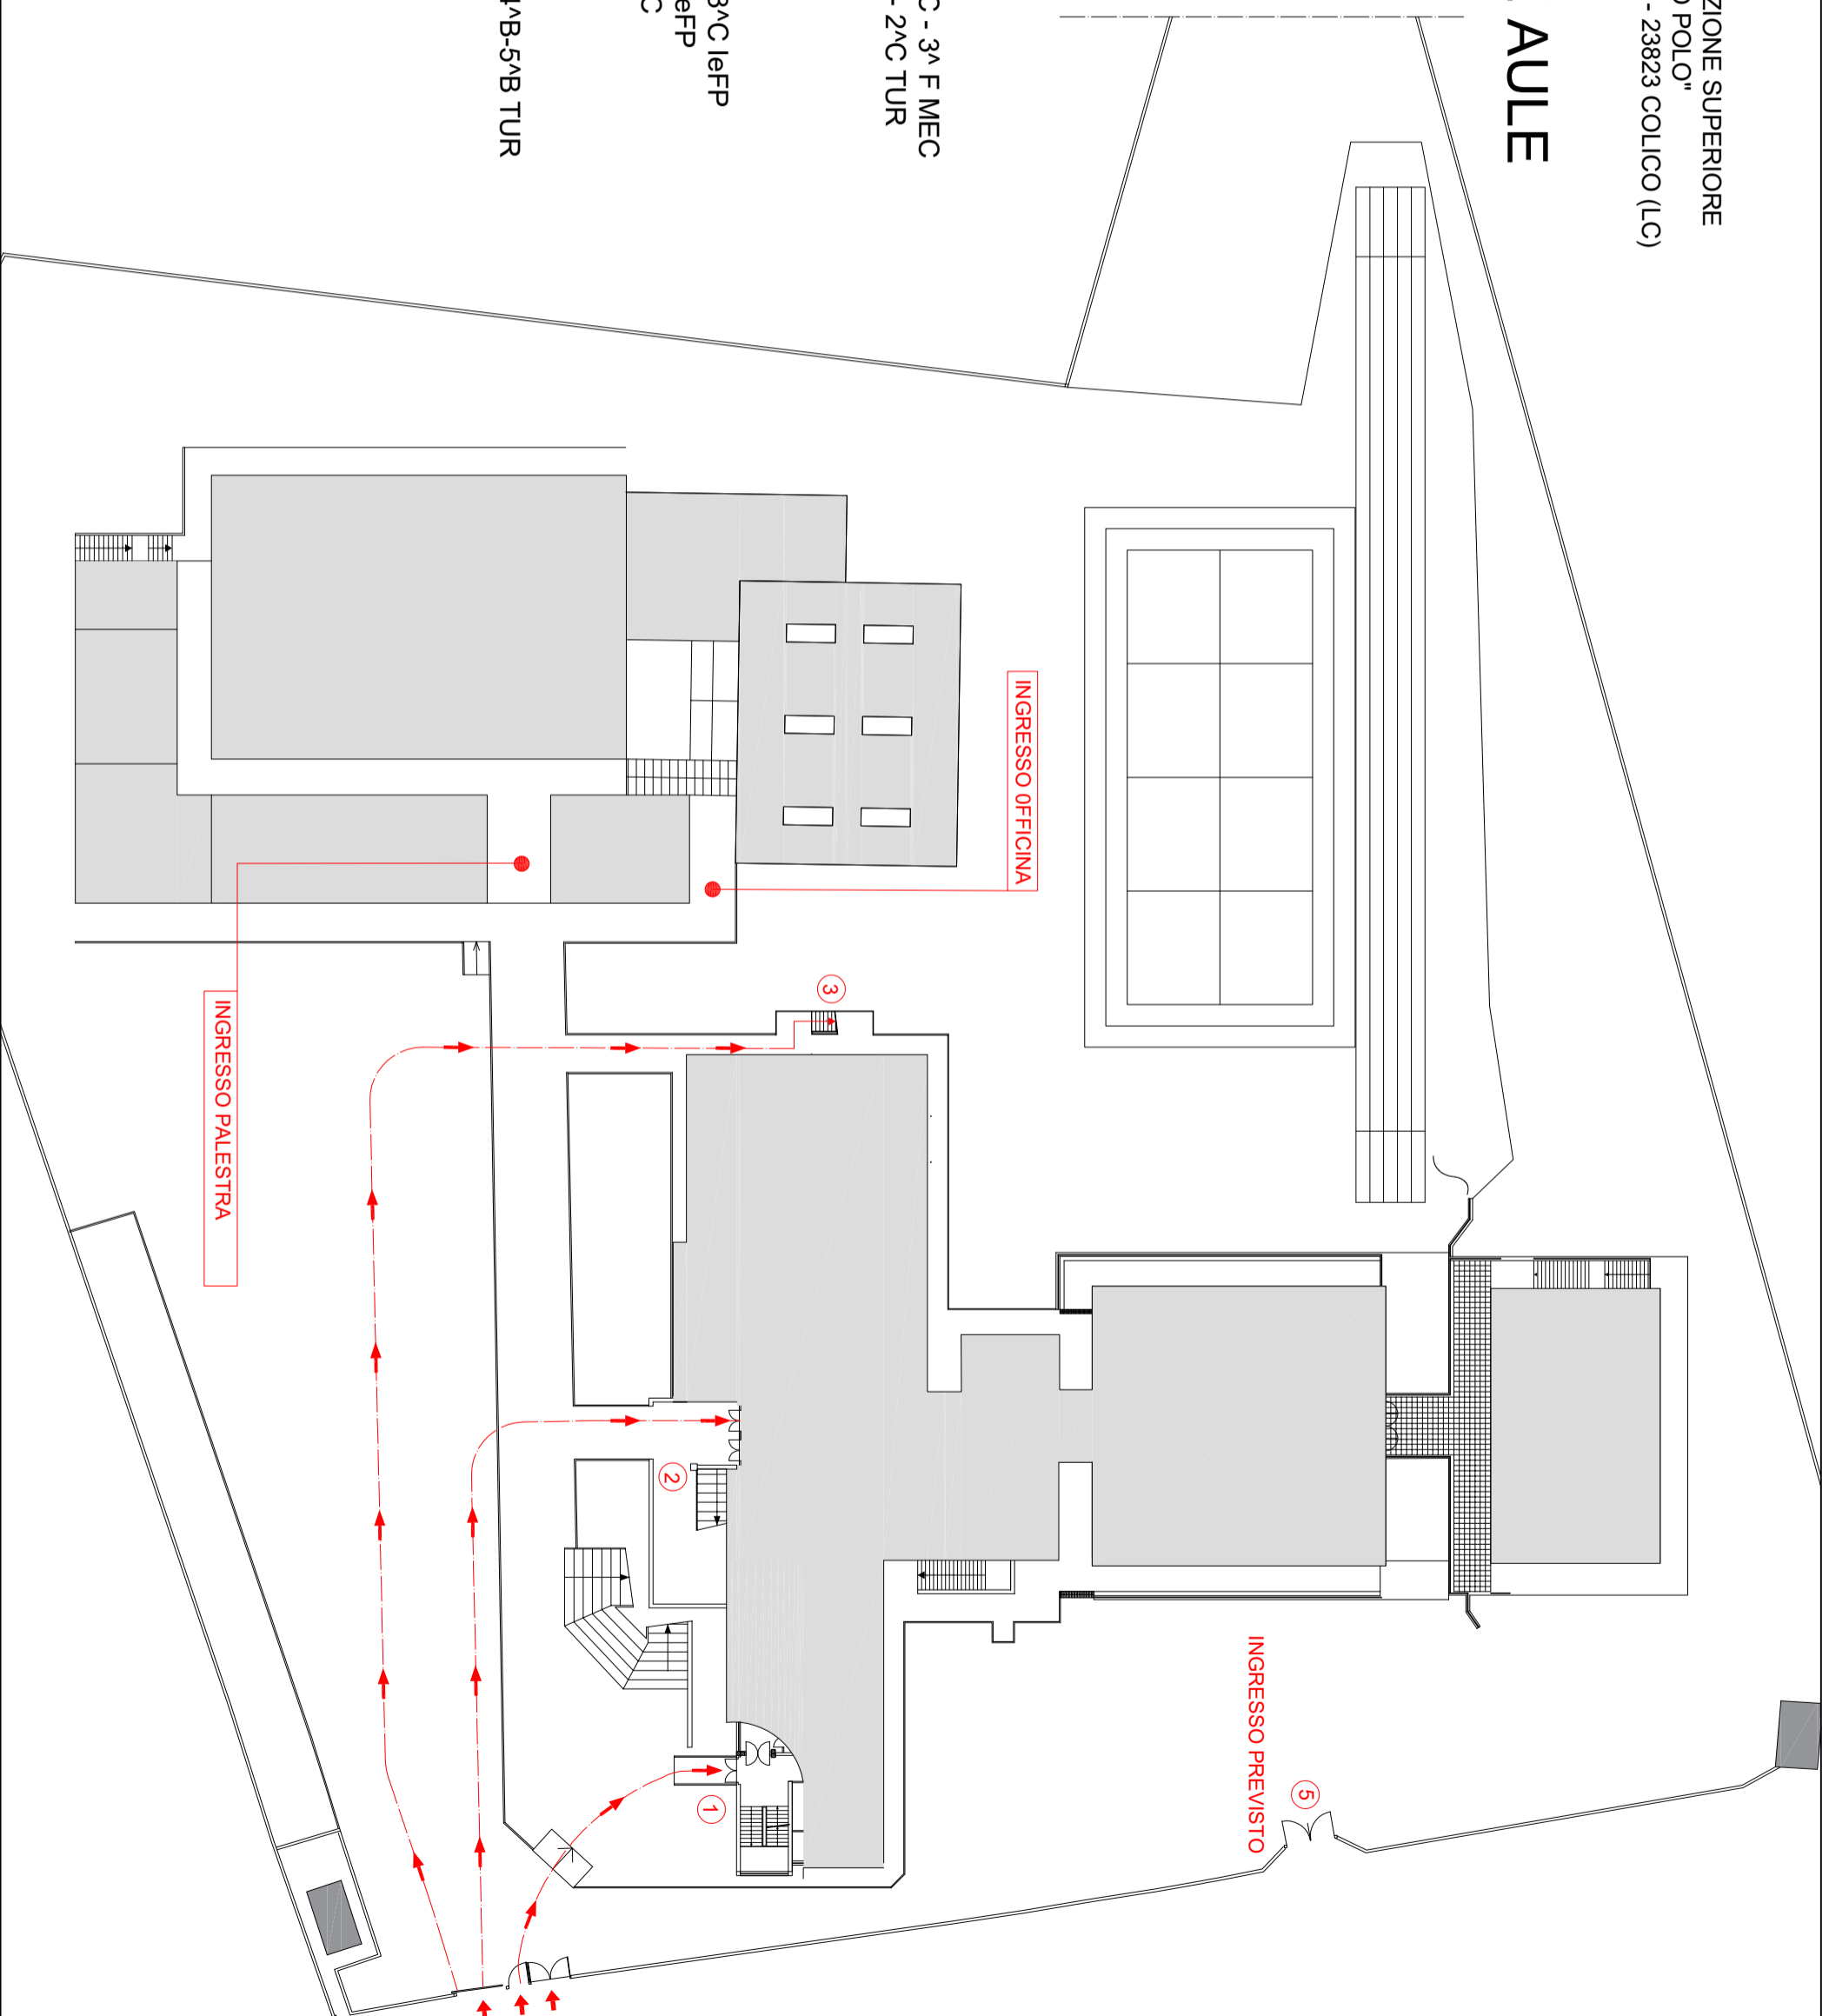 ZIONE SUPERIORE
O POLO"
- 23823 COLICO (LC)
AULE
C - 3^ F MEC
- 2^C TUR
3^C IeFP
eFP
C
4^B-5^B TUR
INGRESSO 0FFICINA
INGRESSO PALESTRA
INGRESSO PREVISTO
3
2
1
5